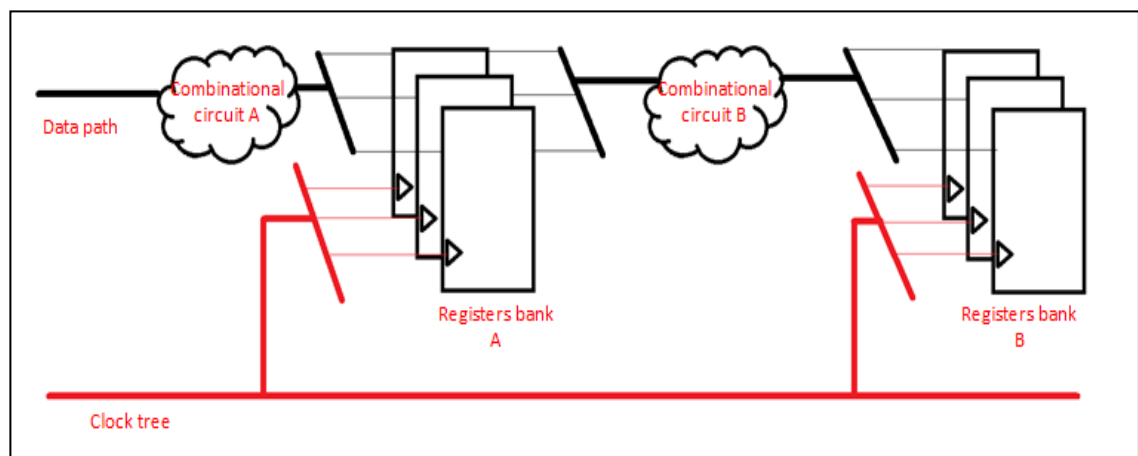 Combinational
circuit A
Combinational
circuit B
Data path
Registers bank
A
Registers bank
B
Clock tree